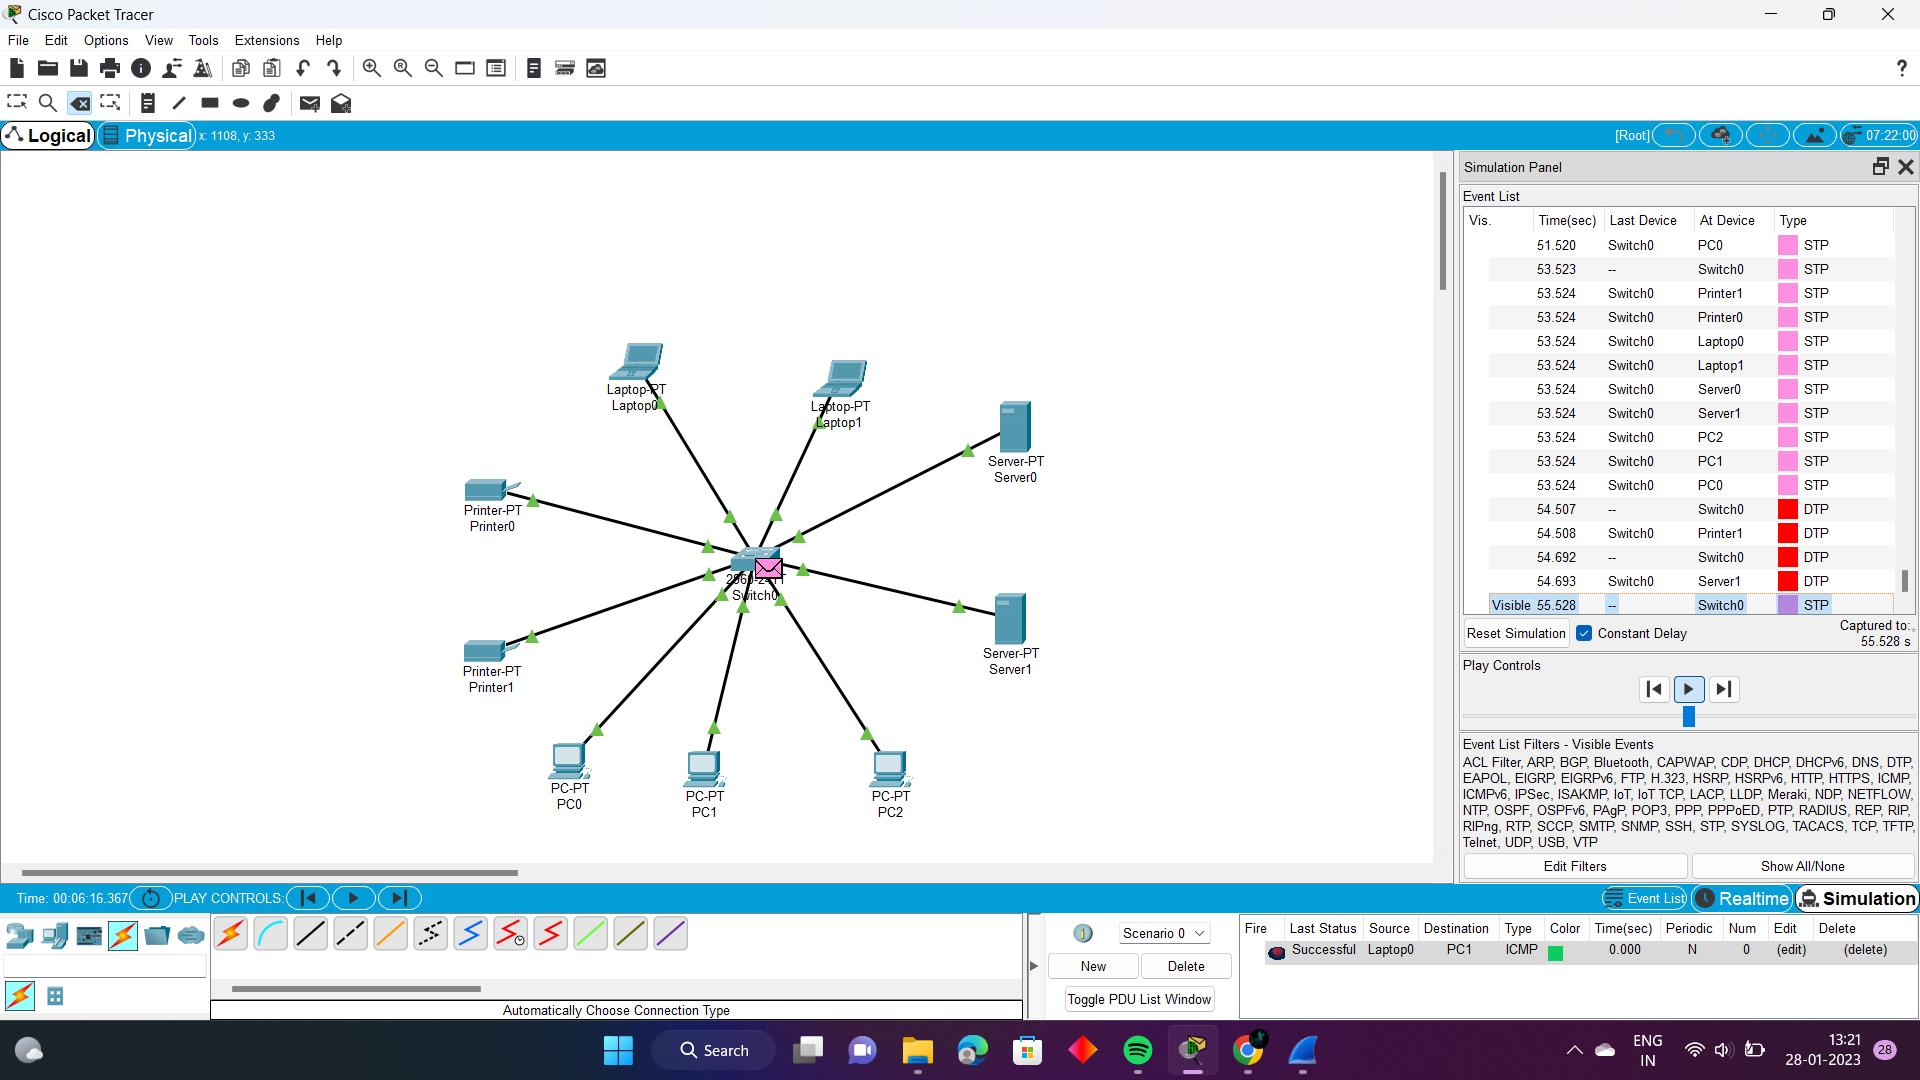 Cisco Packet Tracer
File Edit Options View Tools Extensions Help
?
Logical Physical x: 1108, y: 333 [Root] 07:22:00
Simulation Panel
Event List
Vis. Time(sec) Last Device At Device Type
51.520 Switch0 PC0 STP
53.523 -- Switch0 STP
53.524 Switch0 Printer1 STP
53.524 Switch0 Printer0 STP
53.524 Switch0 Laptop0 STP
53.524 Switch0 Laptop1 STP
53.524 Switch0 Server0 STP
53.524 Switch0 Server1 STP
53.524 Switch0 PC2 STP
53.524 Switch0 PC1 STP
53.524 Switch0 PC0 STP
54.507 -- Switch0 DTP
54.508 Switch0 Printer1 DTP
54.692 -- Switch0 DTP
54.693 Switch0 Server1 DTP
Visible 55.528 -- Switch0 STP
Reset Simulation Constant Delay Captured to:
55.528 s
Play Controls
Event List Filters - Visible Events
ACL Filter, ARP, BGP, Bluetooth, CAPWAP, CDP, DHCP, DHCPv6, DNS, DTP,
EAPOL, EIGRP, EIGRPv6, FTP, H.323, HSRP, HSRPv6, HTTP, HTTPS, ICMP,
ICMPv6, IPSec, ISAKMP, IoT, IoT TCP, LACP, LLDP, Meraki, NDP, NETFLOW,
NTP, OSPF, OSPFv6, PAgP, POP3, PPP, PPPoED, PTP, RADIUS, REP, RIP,
RIPng, RTP, SCCP, SMTP, SNMP, SSH, STP, SYSLOG, TACACS, TCP, TFTP,
Telnet, UDP, USB, VTP
Edit Filters Show All/None
Laptop-PT
Laptop0
Laptop-PT
Laptop1
Server-PT
Server0
Printer-PT
Printer0
Switch0
Server-PT
Server1
Printer-PT
Printer1
PC-PT
PC0
PC-PT
PC1
PC-PT
PC2
Time: 00:06:16.367 PLAY CONTROLS: Event List Realtime Simulation
Scenario 0
New Delete
Toggle PDU List Window
Fire Last Status Source Destination Type Color Time(sec) Periodic Num Edit Delete
Successful Laptop0 PC1 ICMP 0.000 N 0 (edit) (delete)
Automatically Choose Connection Type
Search
ENG
IN
13:21
28-01-2023
28